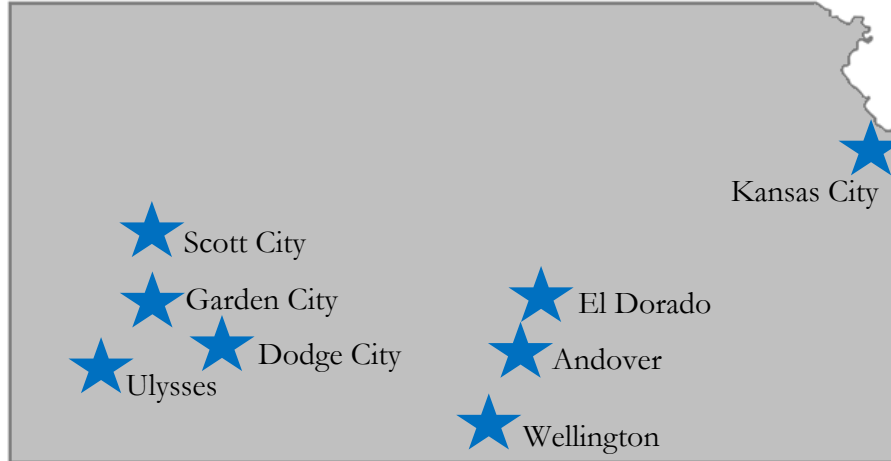 Kansas City
Scott City
Garden City
El Dorado
Dodge City
Andover
Ulysses
Wellington